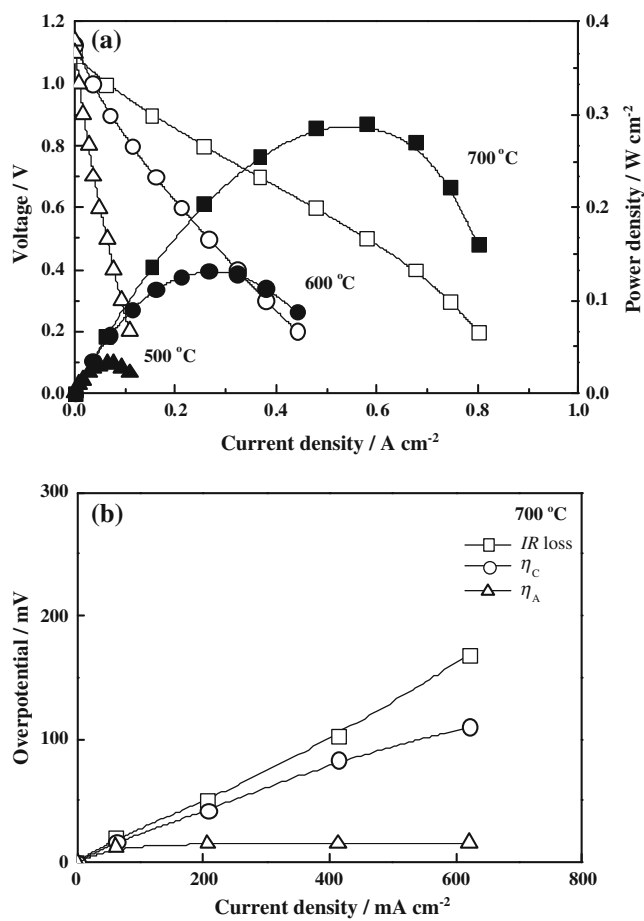 (a)
Voltage / V
1.2
1.0
0.8
0.6
0.4
0.2
0.0
0.4
0.3
0.2
0.1
0.0
Power density / W cm-2
700 °C
600 °C
500 °C
0.0 0.2 0.4 0.6 0.8 1.0
Current density / A cm-2
(b)
700 °C
IR loss
ηC
ηA
Overpotential / mV
300
200
100
0
0 200 400 600 800
Current density / mA cm-2